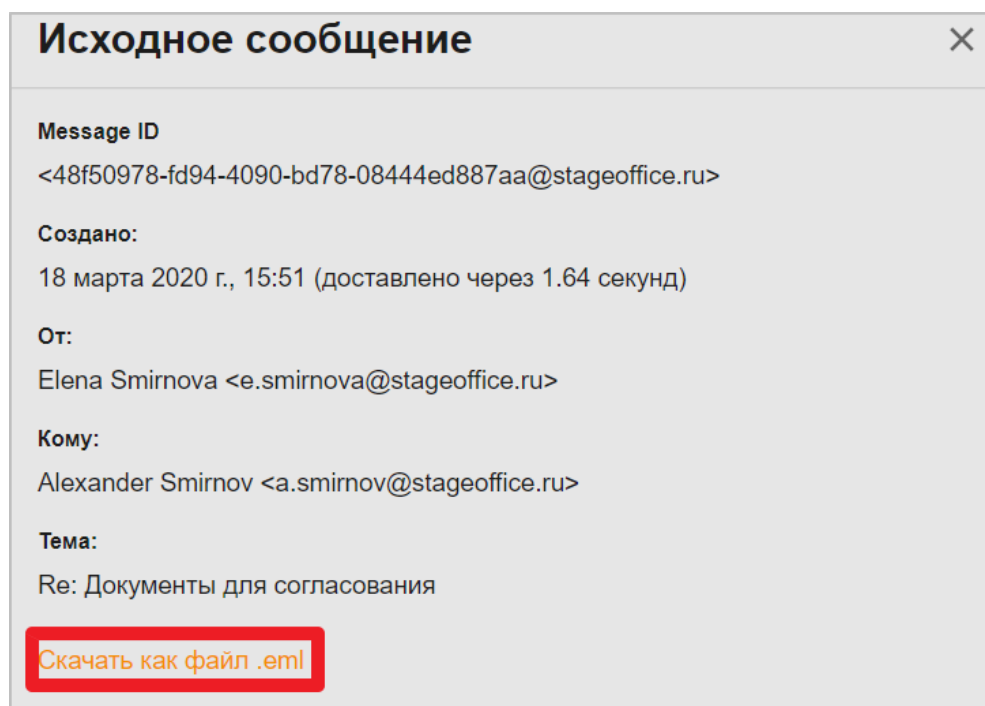 Исходное сообщение
Message ID
<48f50978-fd94-4090-bd78-08444ed887aa@stageoffice.ru>
Создано:
18 марта 2020 г., 15:51 (доставлено через 1.64 секунд)
От:
Elena Smirnova <e.smirnova@stageoffice.ru>
Кому:
Alexander Smirnov <a.smirnov@stageoffice.ru>
Тема:
Re: Документы для согласования
Скачать как файл .eml